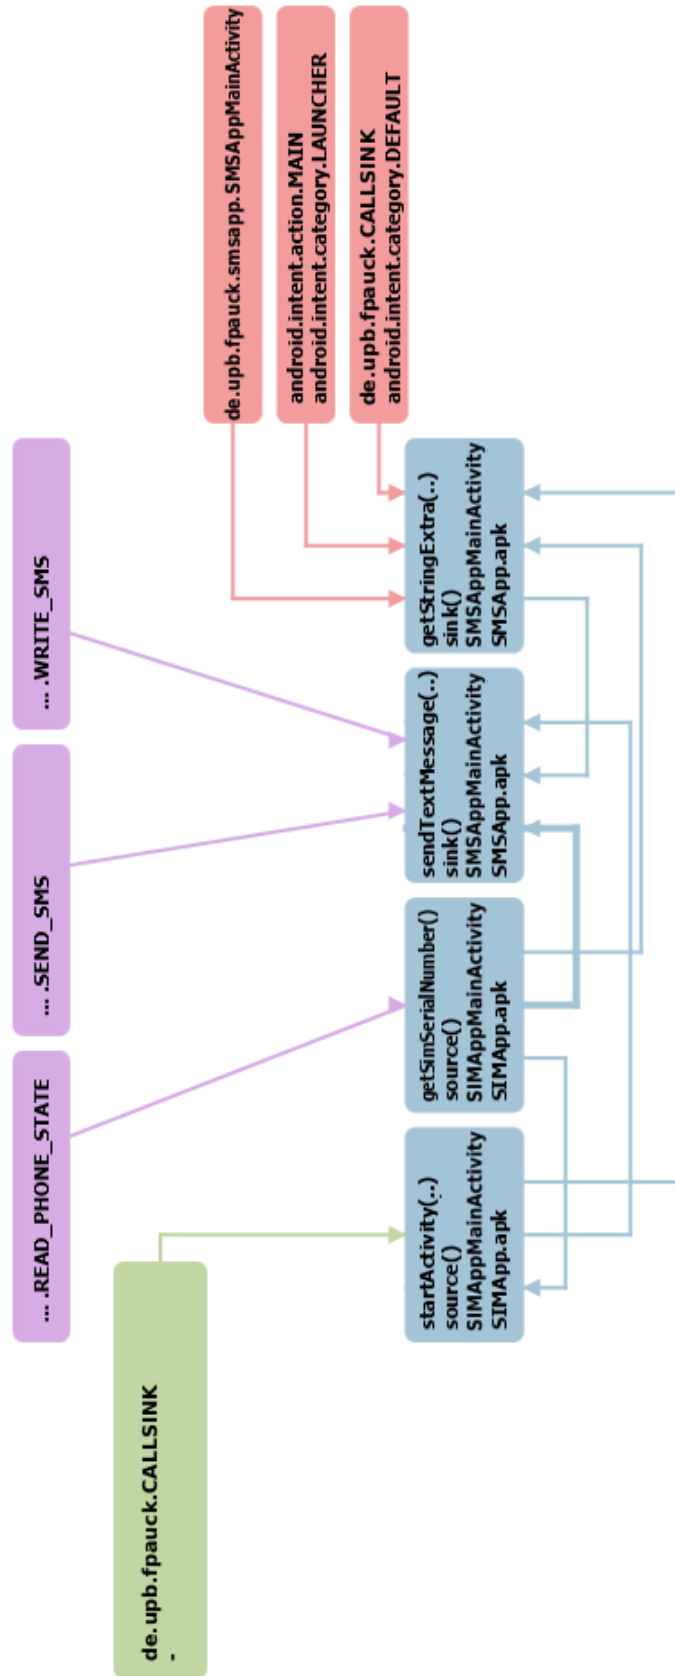 ... .READ_PHONE_STATE
... .SEND_SMS
... .WRITE_SMS
de.upb.fpauck.CALLSINK
-
de.upb.fpauck.smsapp.SMSAppMainActivity
android.intent.action.MAIN
android.intent.category.LAUNCHER
de.upb.fpauck.CALLSINK
android.intent.category.DEFAULT
startActivity(..)
source()
SIMAppMainActivity
SIMApp.apk
getSimSerialNumber()
source()
SIMAppMainActivity
SIMApp.apk
sendTextMessage(..)
sink()
SMSAppMainActivity
SMSApp.apk
getStringExtra(..)
sink()
SMSAppMainActivity
SMSApp.apk